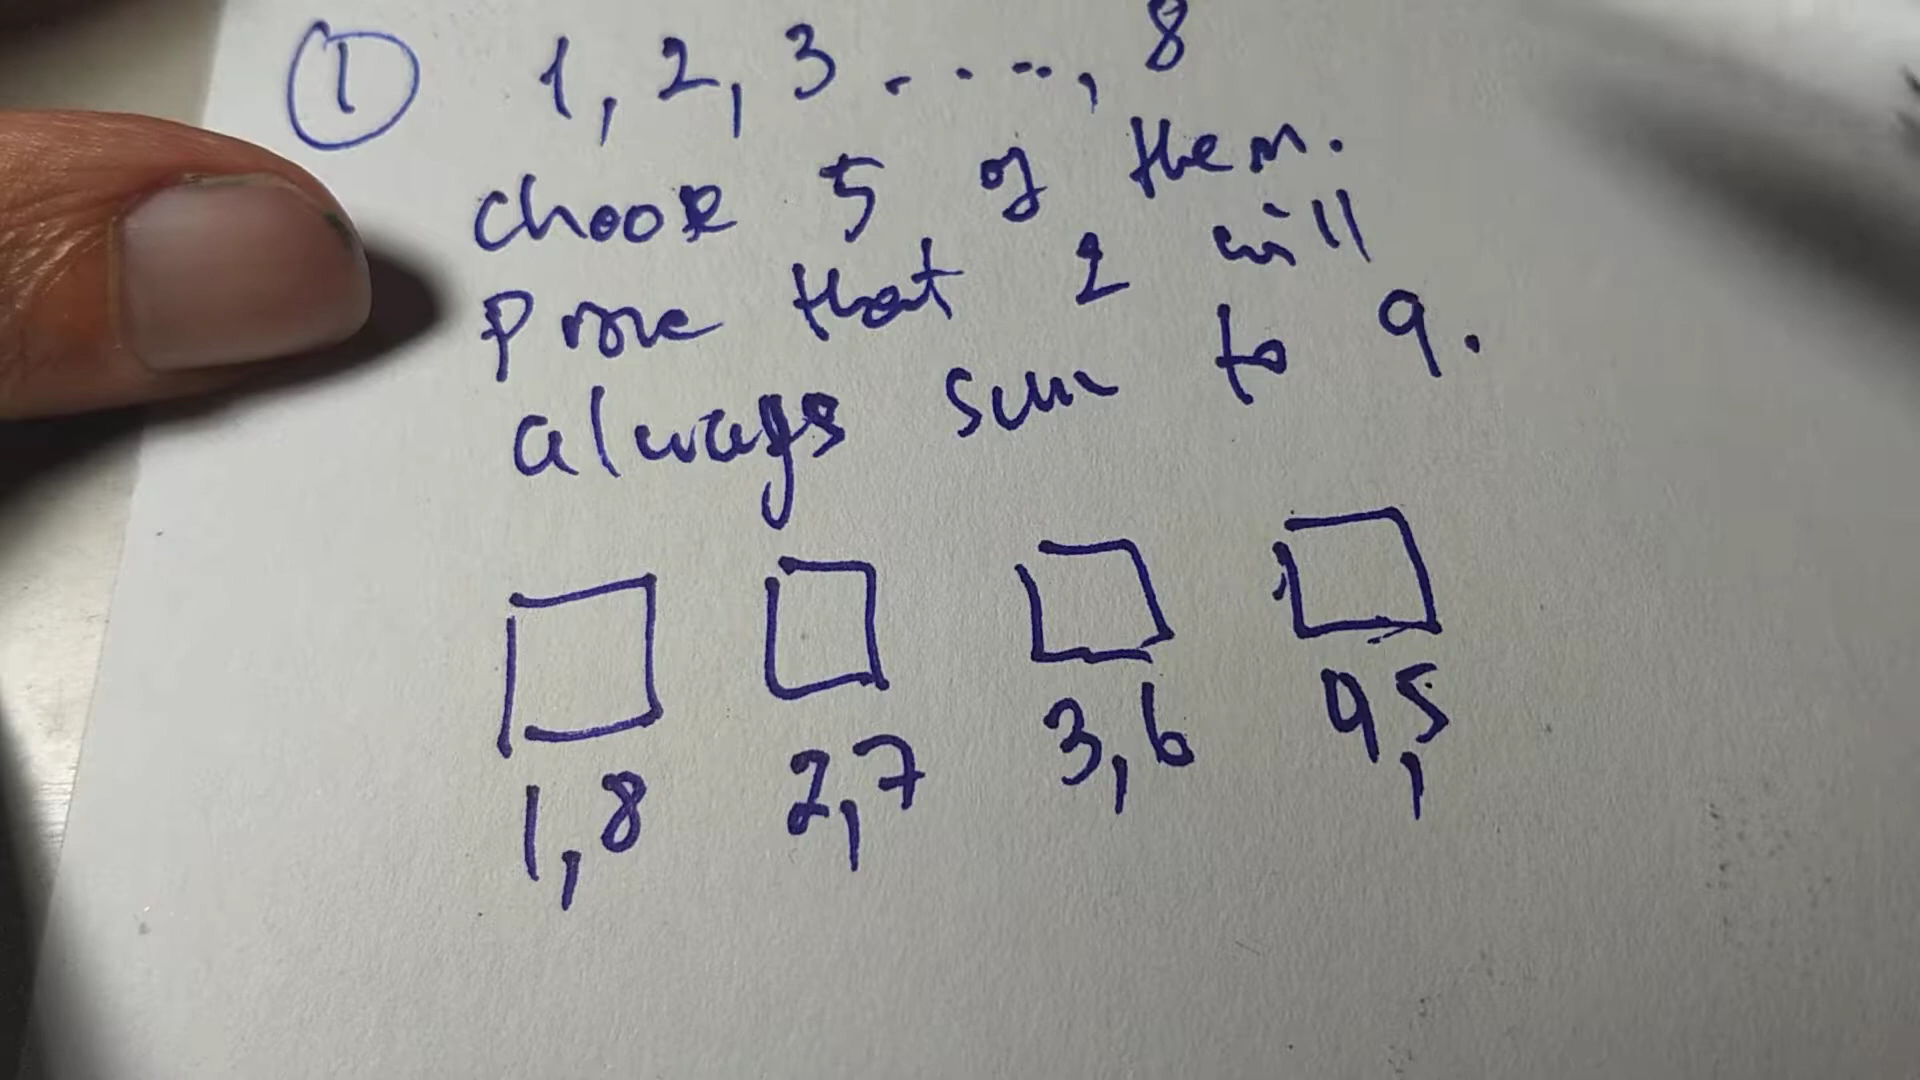 ① 1, 2, 3 . . . ., 8
choose 5 of them.
Prove that 2 will
always sum to 9.
1,8 2,7 3,6 4,5